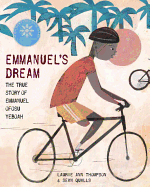 EMMANUEL'S
DREAM
THE TRUE
STORY OF
EMMANUEL
OFOSU
YEBOAH
LAURIE ANN THOMPSON
& SEAN QUALLS